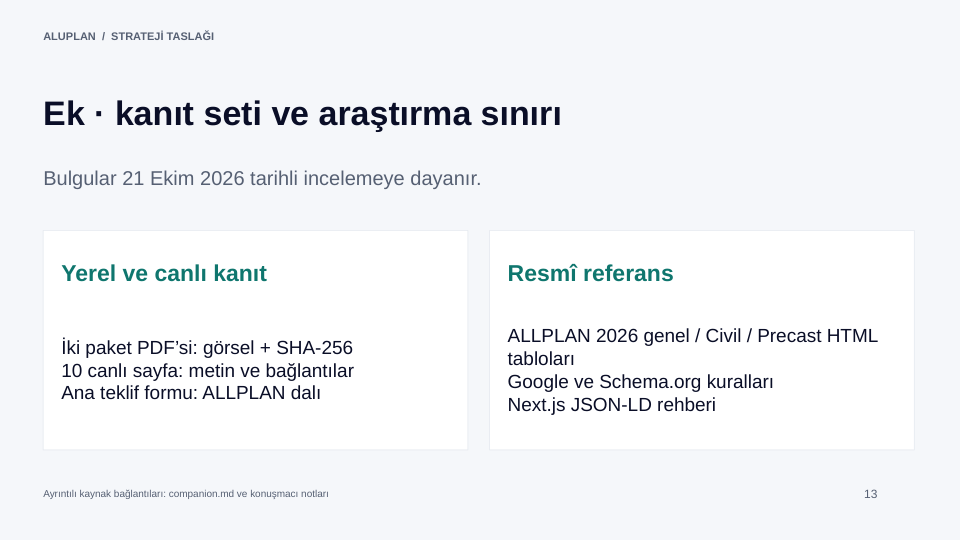 ALUPLAN / STRATEJİ TASLAĞI
Ek · kanıt seti ve araştırma sınırı
Bulgular 21 Ekim 2026 tarihli incelemeye dayanır.
Yerel ve canlı kanıt
İki paket PDF’si: görsel + SHA-256
10 canlı sayfa: metin ve bağlantılar
Ana teklif formu: ALLPLAN dalı
Resmî referans
ALLPLAN 2026 genel / Civil / Precast HTML
tabloları
Google ve Schema.org kuralları
Next.js JSON-LD rehberi
Ayrıntılı kaynak bağlantıları: companion.md ve konuşmacı notları
13